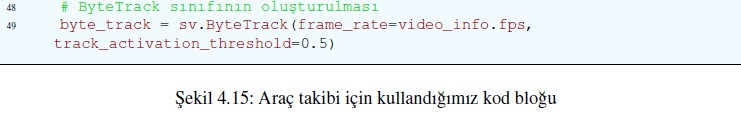 48 # ByteTrack sınıfının oluşturulması
49 byte_track = sv.ByteTrack(frame_rate=video_info.fps,
track_activation_threshold=0.5)
Şekil 4.15: Araç takibi için kullandığımız kod bloğu